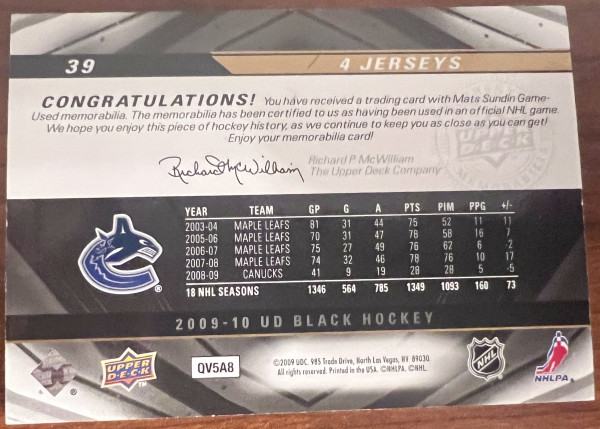 39
4 JERSEYS
CONGRATULATIONS! You have received a trading card with Mats Sundin Game-
Used memorabilia. The memorabilia has been certified to us as having been used in an official NHL game.
We hope you enjoy this piece of hockey history, as we continue to keep you as close as you can get!
Enjoy your memorabilia card!
Richard McWilliam
Richard P. McWilliam
The Upper Deck Company
YEAR TEAM GP G A PTS PIM PPG +/-
2003-04 MAPLE LEAFS 81 31 44 75 52 11 11
2005-06 MAPLE LEAFS 70 31 47 78 58 16 7
2006-07 MAPLE LEAFS 75 27 49 76 62 6 -2
2007-08 MAPLE LEAFS 74 32 46 78 76 10 17
2008-09 CANUCKS 41 9 19 28 28 5 -5
18 NHL SEASONS 1346 564 785 1349 1093 160 73
®
2009-10 UD BLACK HOCKEY
®
UPPER
DECK
™
QV5A8
©2009 UDC. 985 Trade Drive, North Las Vegas, NV 89030.
All rights reserved. Printed in the USA. ©NHLPA. ©NHL.
NHL
NHLPA